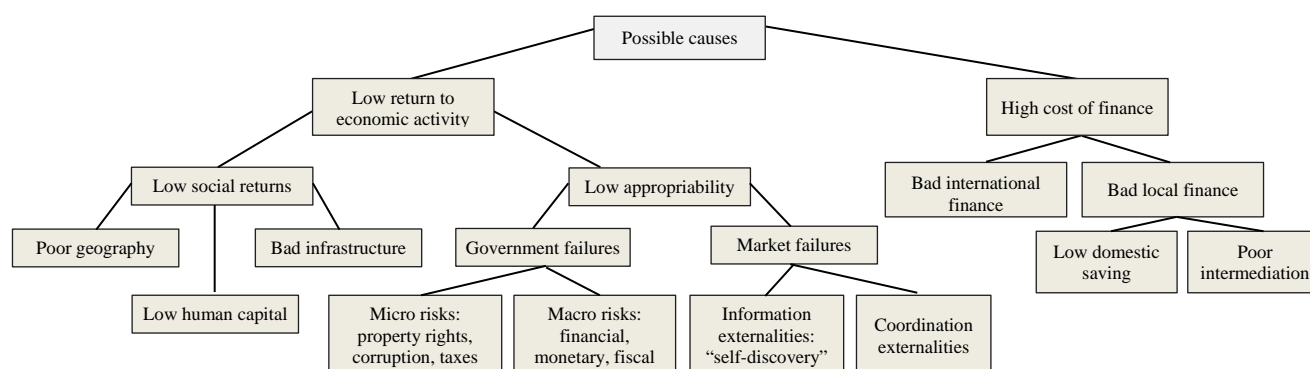 Possible causes
Low return to
economic activity
High cost of finance
Low social returns
Low appropriability
Bad international
finance
Bad local finance
Poor geography
Bad infrastructure
Government failures
Market failures
Low domestic
saving
Poor
intermediation
Low human capital
Micro risks:
property rights,
corruption, taxes
Macro risks:
financial,
monetary, fiscal
Information
externalities:
“self-discovery”
Coordination
externalities